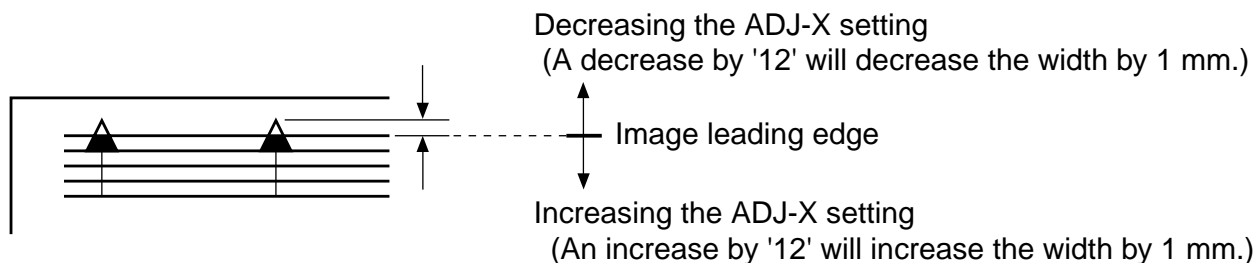 Decreasing the ADJ-X setting
(A decrease by '12' will decrease the width by 1 mm.)
Image leading edge
Increasing the ADJ-X setting
(An increase by '12' will increase the width by 1 mm.)